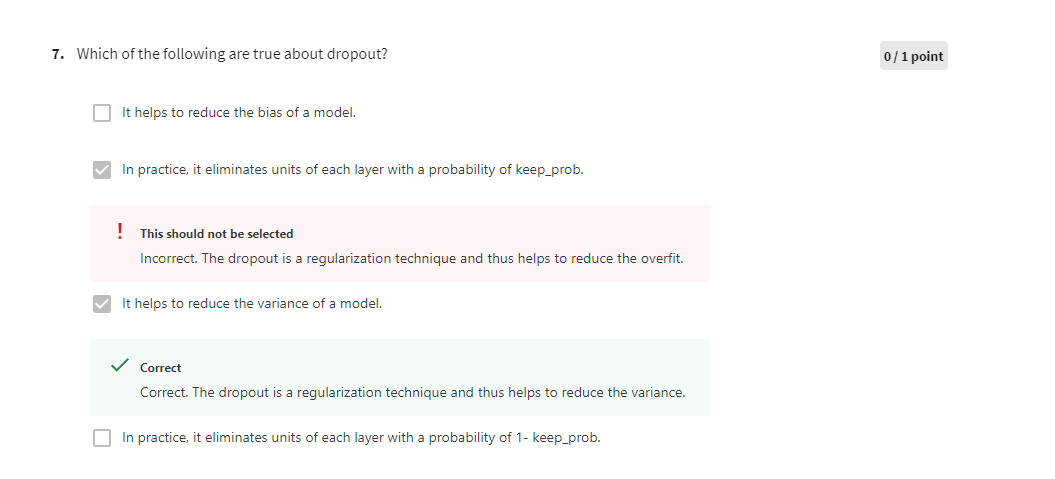 7. Which of the following are true about dropout?
0 / 1 point
It helps to reduce the bias of a model.
In practice, it eliminates units of each layer with a probability of keep_prob.
! This should not be selected
Incorrect. The dropout is a regularization technique and thus helps to reduce the overfit.
It helps to reduce the variance of a model.
Correct
Correct. The dropout is a regularization technique and thus helps to reduce the variance.
In practice, it eliminates units of each layer with a probability of 1- keep_prob.